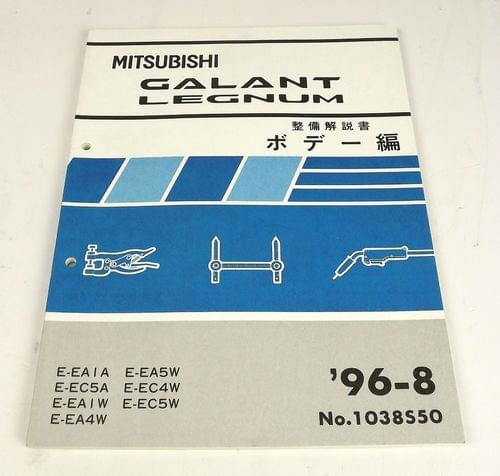 MITSUBISHI
GALANT
LEGNUM
整備解説書
ボデー編
E-EA1A E-EA5W
E-EC5A E-EC4W
E-EA1W E-EC5W
E-EA4W
'96-8
No.1038S50